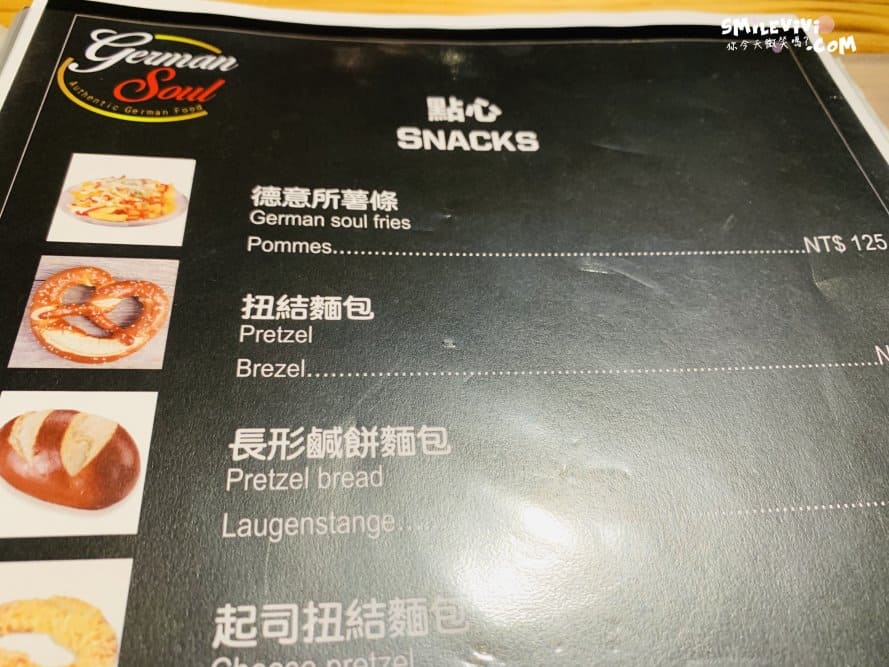 SMILEVIVI
你今天微笑嗎?.COM
German
Soul
Authentic German Food
點心
SNACKS
德意所薯條
German soul fries
Pommes........................NT$ 125
扭結麵包
Pretzel
Brezel........................N
長形鹹餅麵包
Pretzel bread
Laugenstange........................
起司扭結麵包
Cheese pretzel